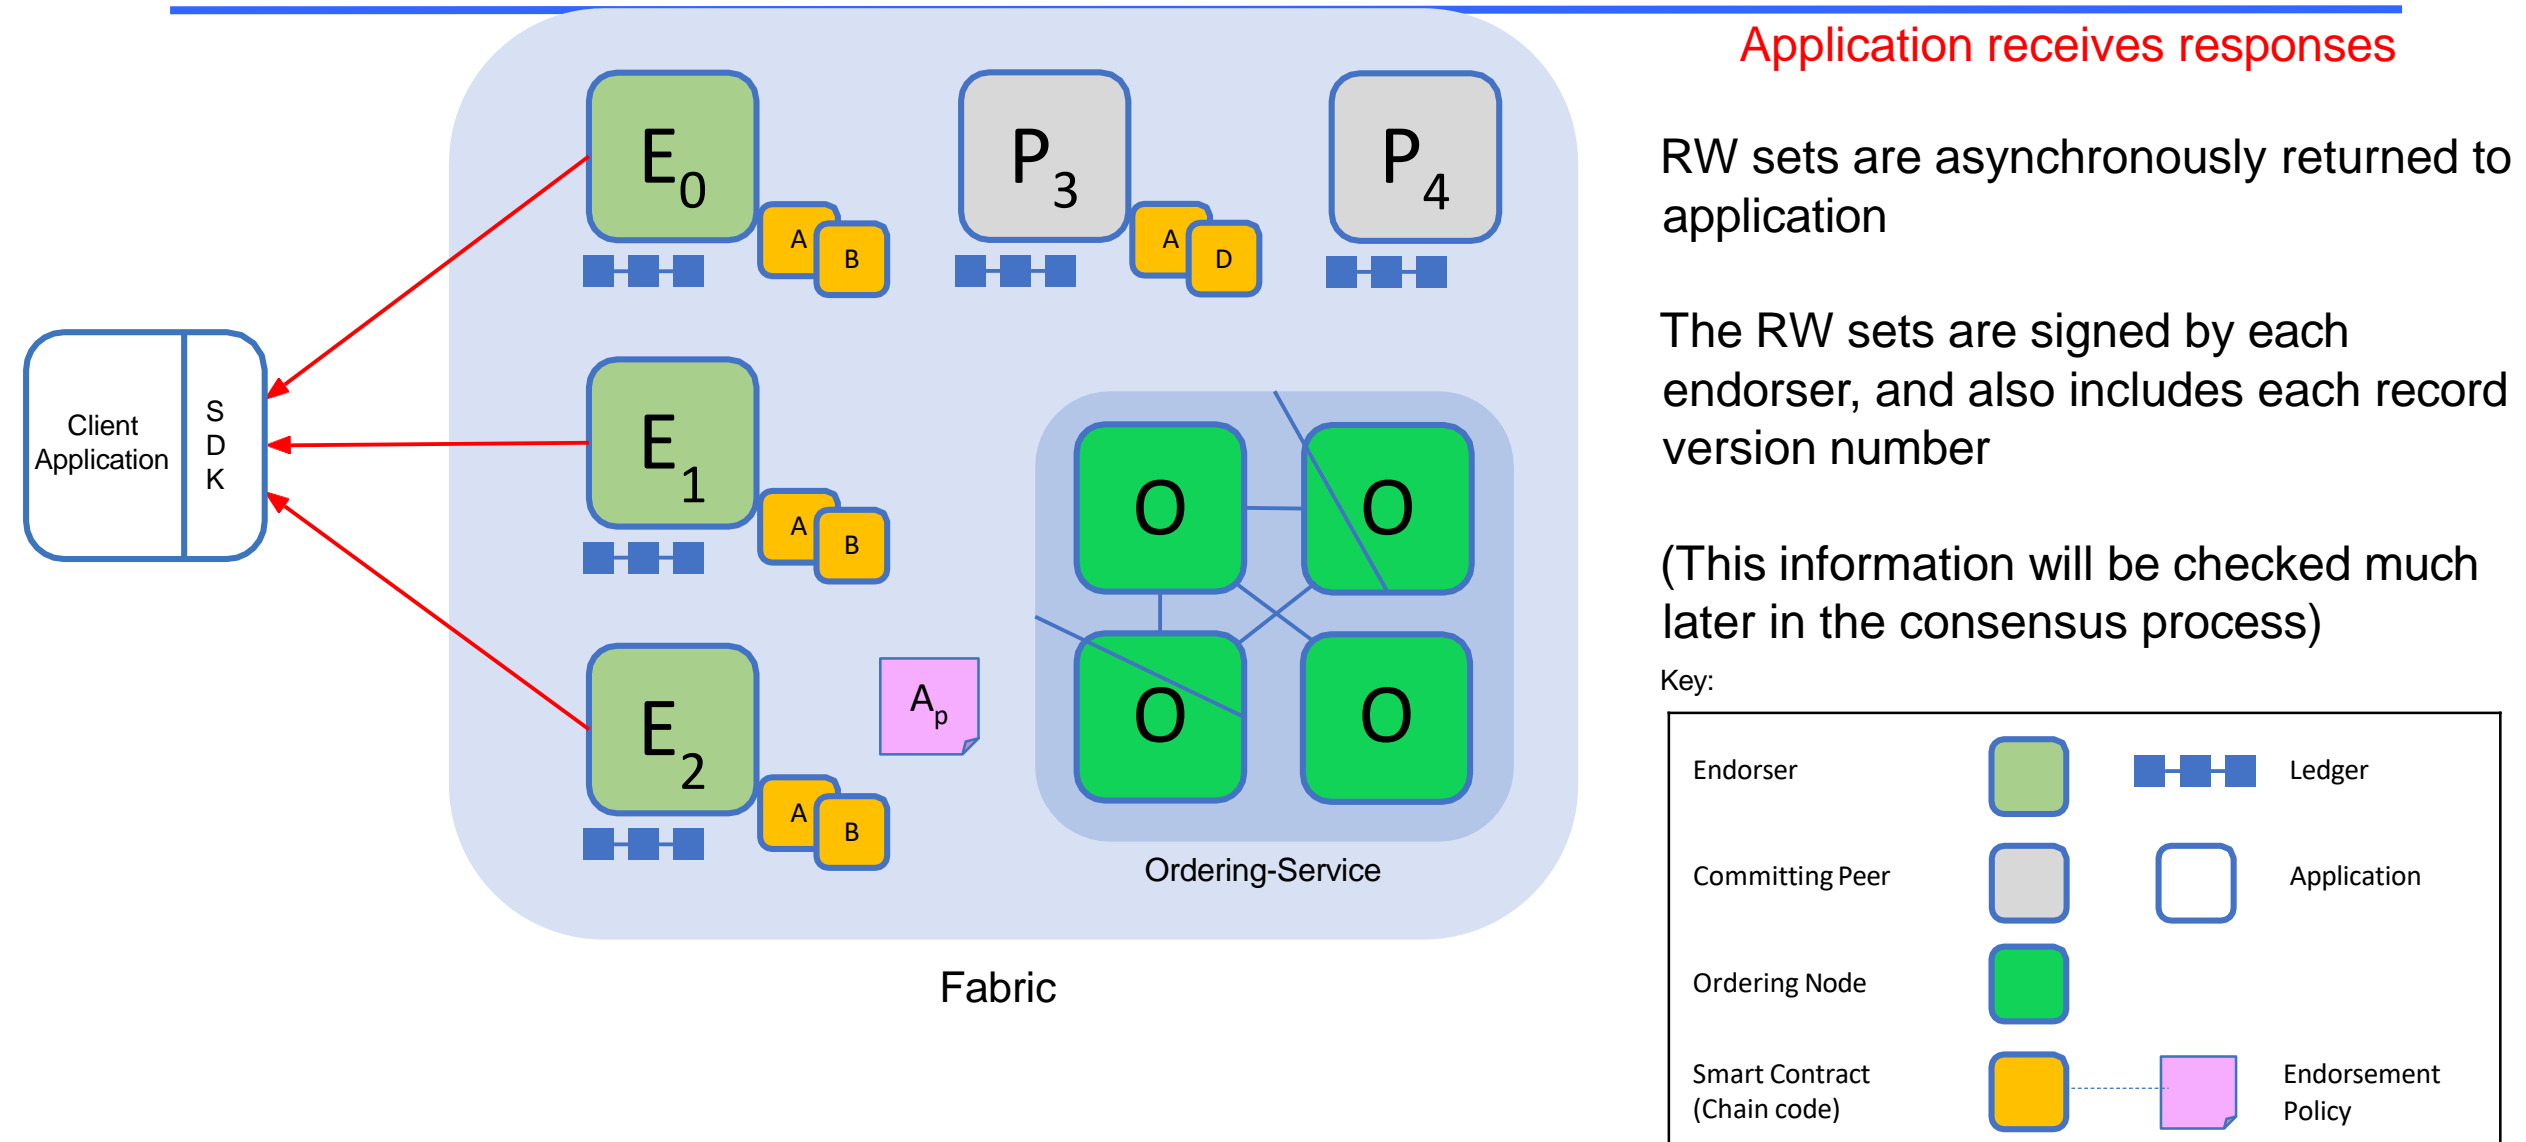 Application receives responses
E0
A
B
P3
A
D
P4
RW sets are asynchronously returned to
application
The RW sets are signed by each
endorser, and also includes each record
version number
(This information will be checked much
later in the consensus process)
Client
Application
S
D
K
E1
A
B
E2
A
B
Ap
O
O
O
O
Ordering-Service
Fabric
Key:
Endorser
Ledger
Committing Peer
Application
Ordering Node
Smart Contract
(Chain code)
Endorsement
Policy